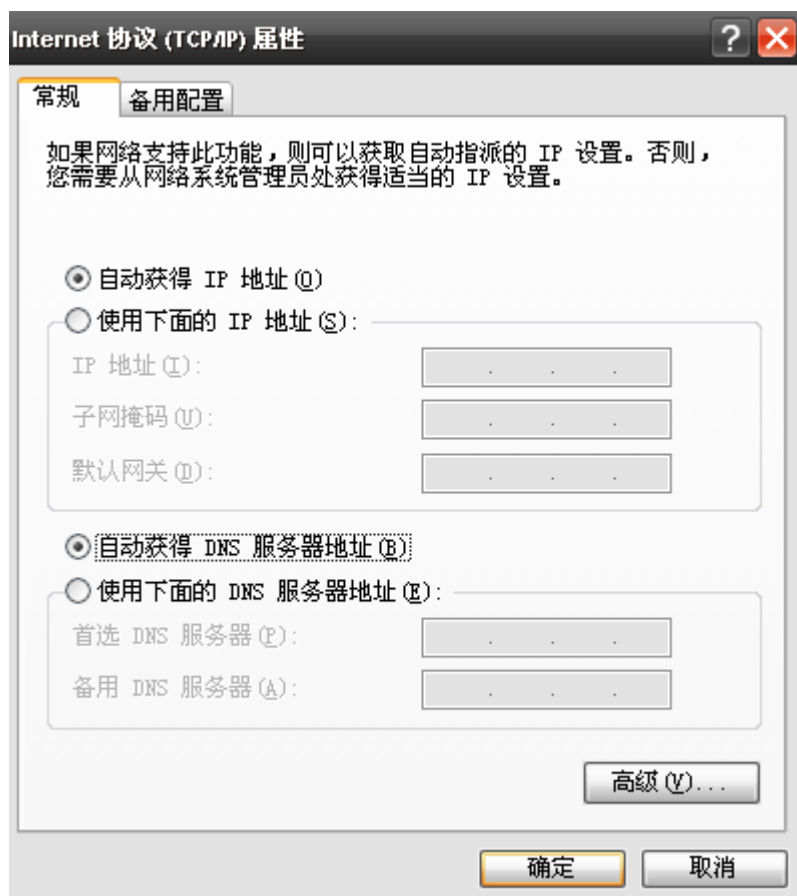 Internet 协议 (TCP/IP) 属性
常规
备用配置
如果网络支持此功能，则可以获取自动指派的 IP 设置。否则，
您需要从网络系统管理员处获得适当的 IP 设置。
自动获得 IP 地址(O)
使用下面的 IP 地址(S):
IP 地址(I):
子网掩码(U):
默认网关(D):
自动获得 DNS 服务器地址(B)
使用下面的 DNS 服务器地址(E):
首选 DNS 服务器(P):
备用 DNS 服务器(A):
高级(V)...
确定
取消